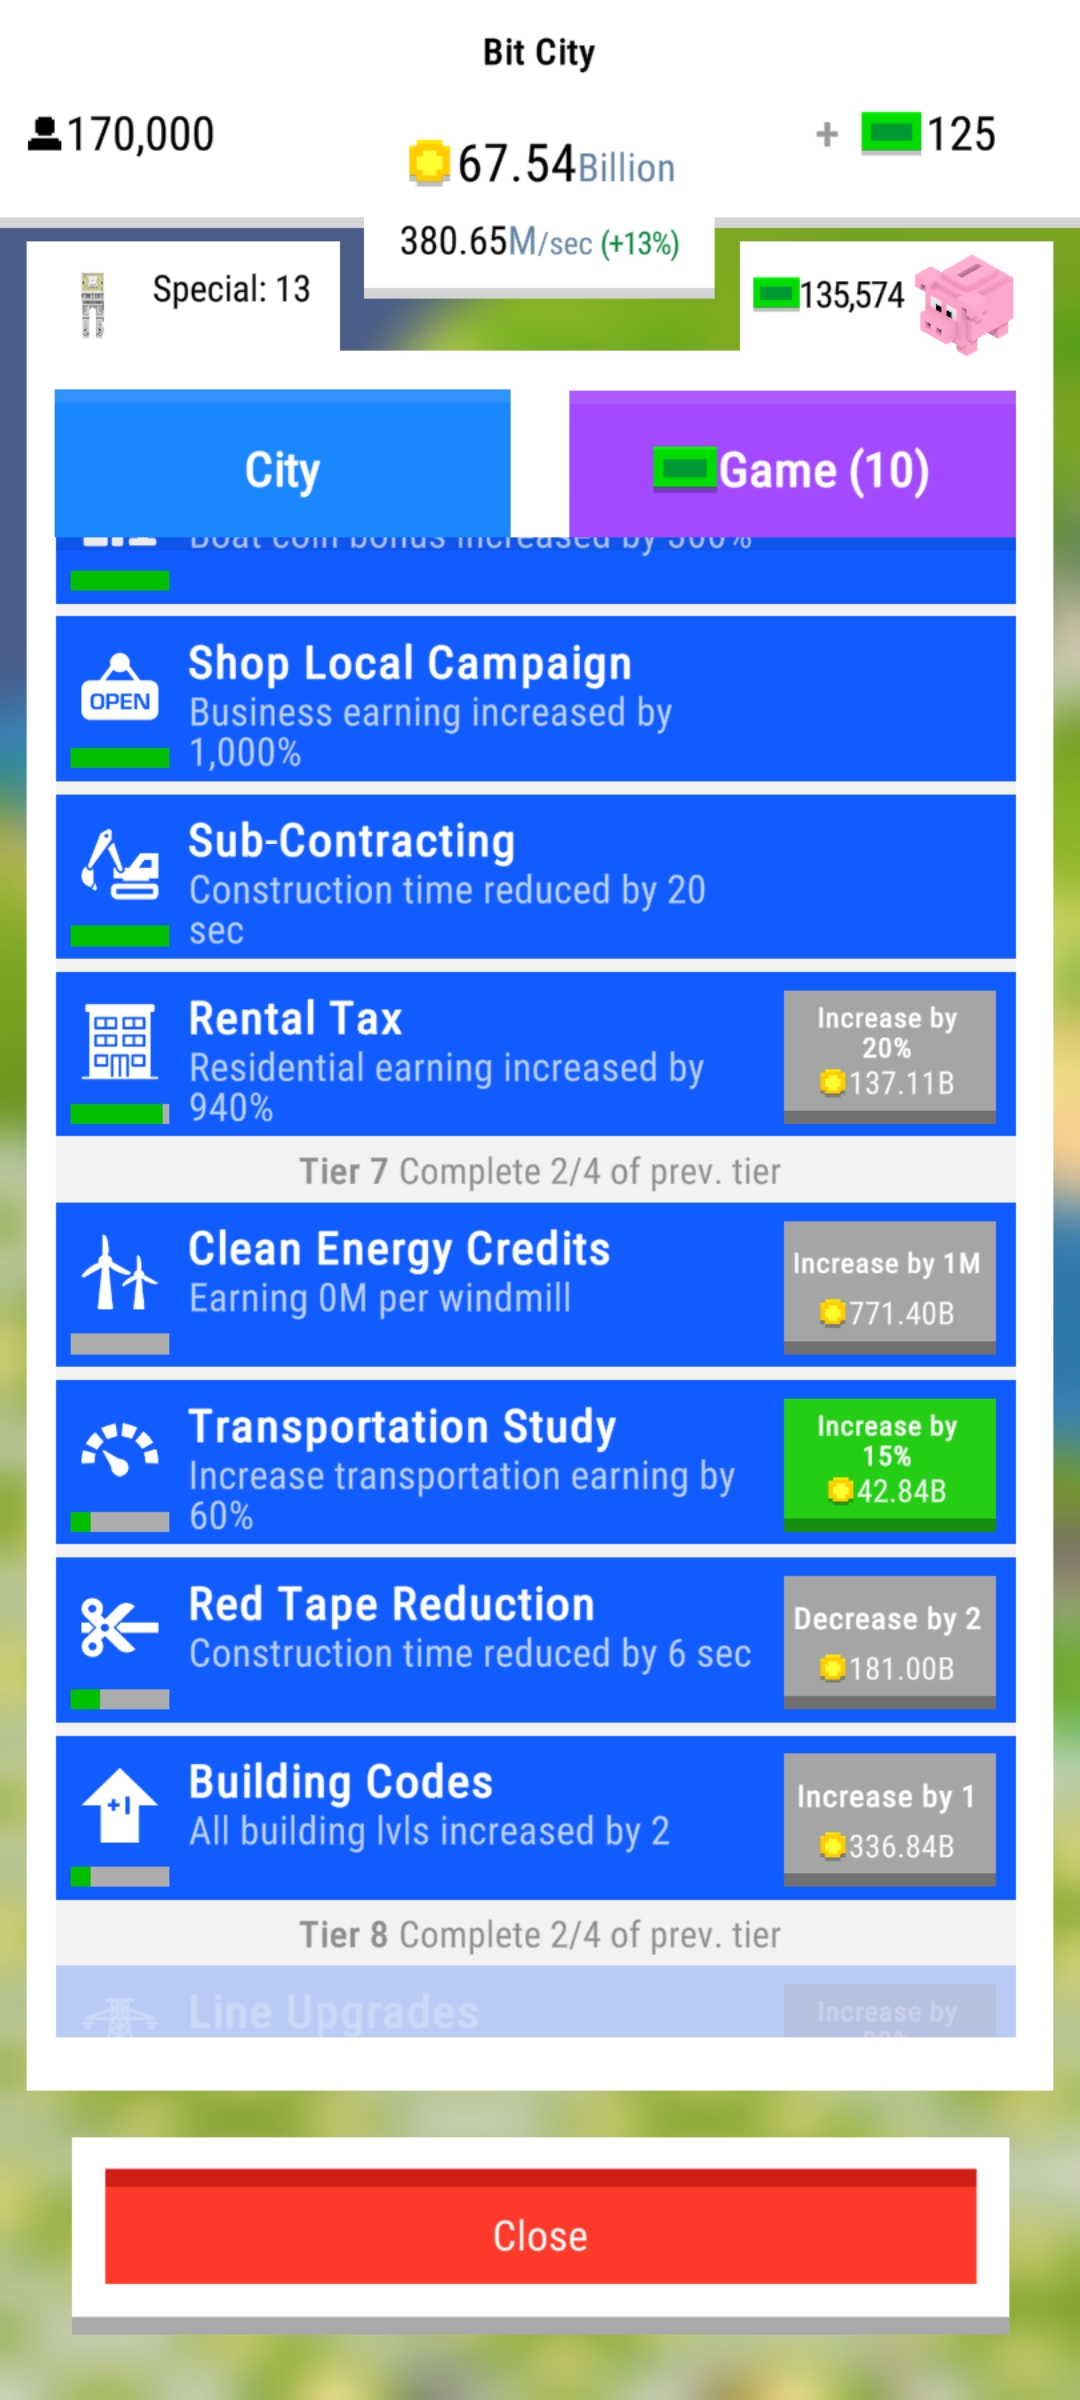 Bit City
170,000
67.54Billion
+ 125
380.65M/sec (+13%)
Special: 13
135,574
City
Game (10)
Boat coin bonus increased by 500%
OPEN
Shop Local Campaign
Business earning increased by
1,000%
Sub-Contracting
Construction time reduced by 20
sec
Rental Tax
Residential earning increased by
940%
Increase by
20%
137.11B
Tier 7 Complete 2/4 of prev. tier
Clean Energy Credits
Earning 0M per windmill
Increase by 1M
771.40B
Transportation Study
Increase transportation earning by
60%
Increase by
15%
42.84B
Red Tape Reduction
Construction time reduced by 6 sec
Decrease by 2
181.00B
+1
Building Codes
All building lvls increased by 2
Increase by 1
336.84B
Tier 8 Complete 2/4 of prev. tier
Line Upgrades
Increase by
Close